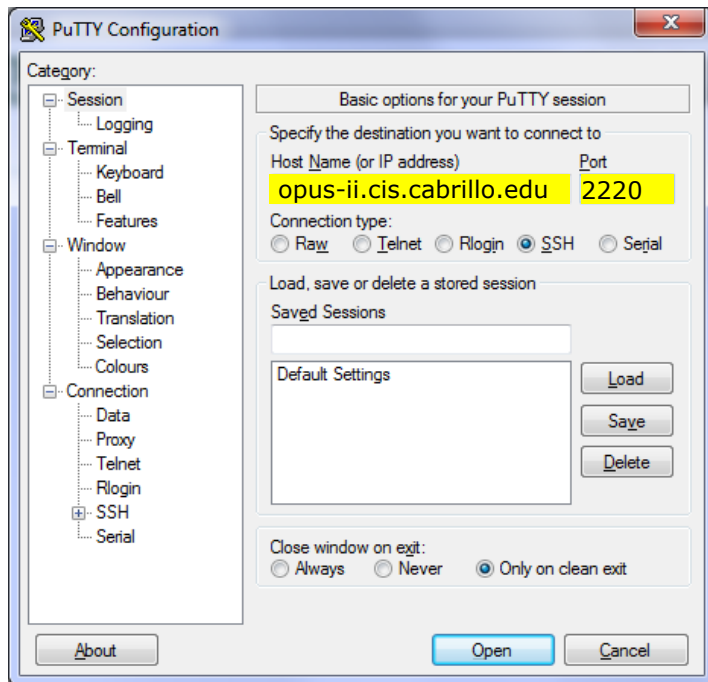 PuTTY Configuration
X
Category:
Session
Logging
Terminal
Keyboard
Bell
Features
Window
Appearance
Behaviour
Translation
Selection
Colours
Connection
Data
Proxy
Telnet
Rlogin
SSH
Serial
Basic options for your PuTTY session
Specify the destination you want to connect to
Host Name (or IP address) Port
opus-ii.cis.cabrillo.edu 2220
Connection type:
Raw Telnet Rlogin SSH Serial
Load, save or delete a stored session
Saved Sessions
Default Settings
Load
Save
Delete
Close window on exit:
Always Never Only on clean exit
About Open Cancel